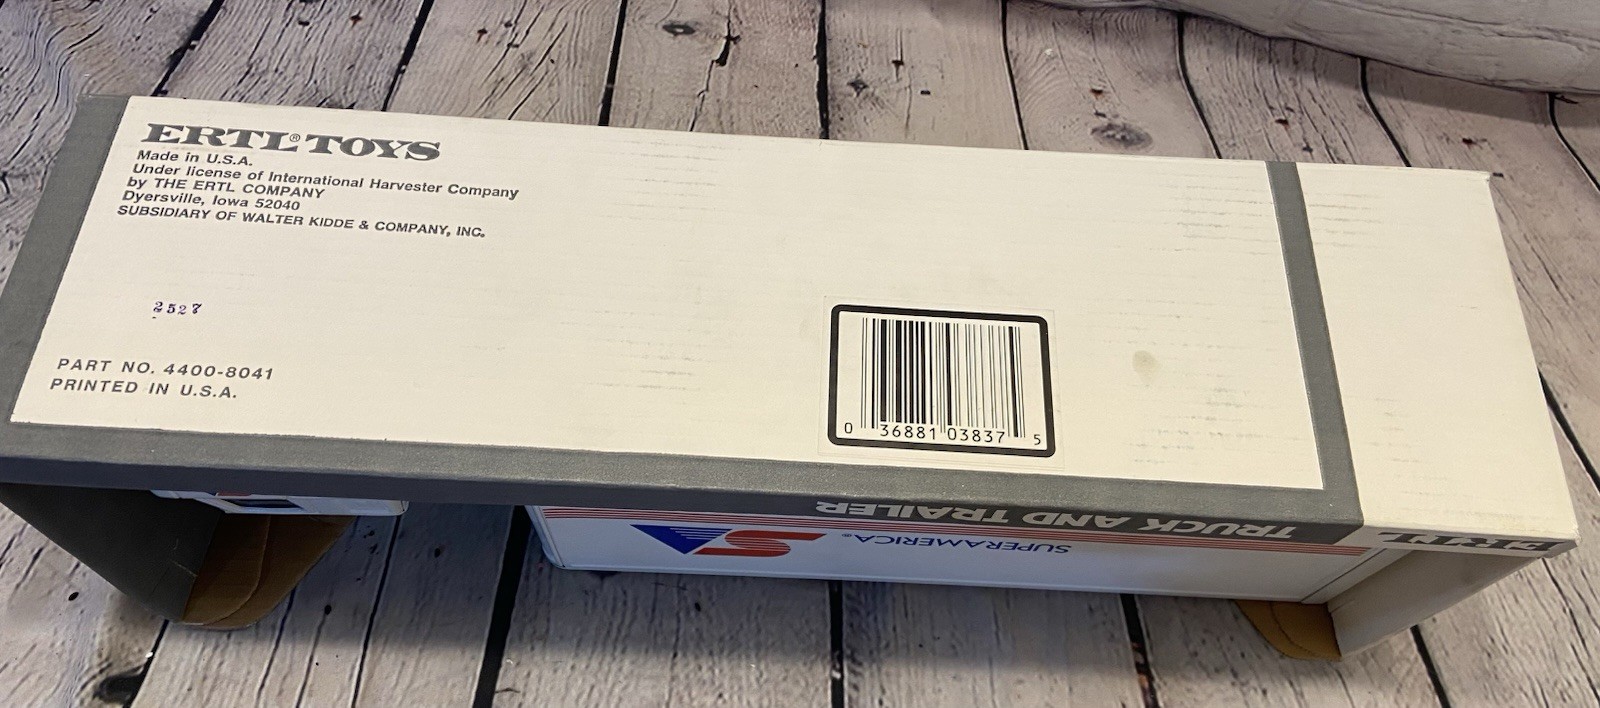 ERTL® TOYS
Made in U.S.A.
Under license of International Harvester Company
by THE ERTL COMPANY
Dyersville, Iowa 52040
SUBSIDIARY OF WALTER KIDDE & COMPANY, INC.
2527
PART NO. 4400-8041
PRINTED IN U.S.A.
0 36881 03837 5
TRUCK AND TRAILER
SUPERAMERICA®
ERTL